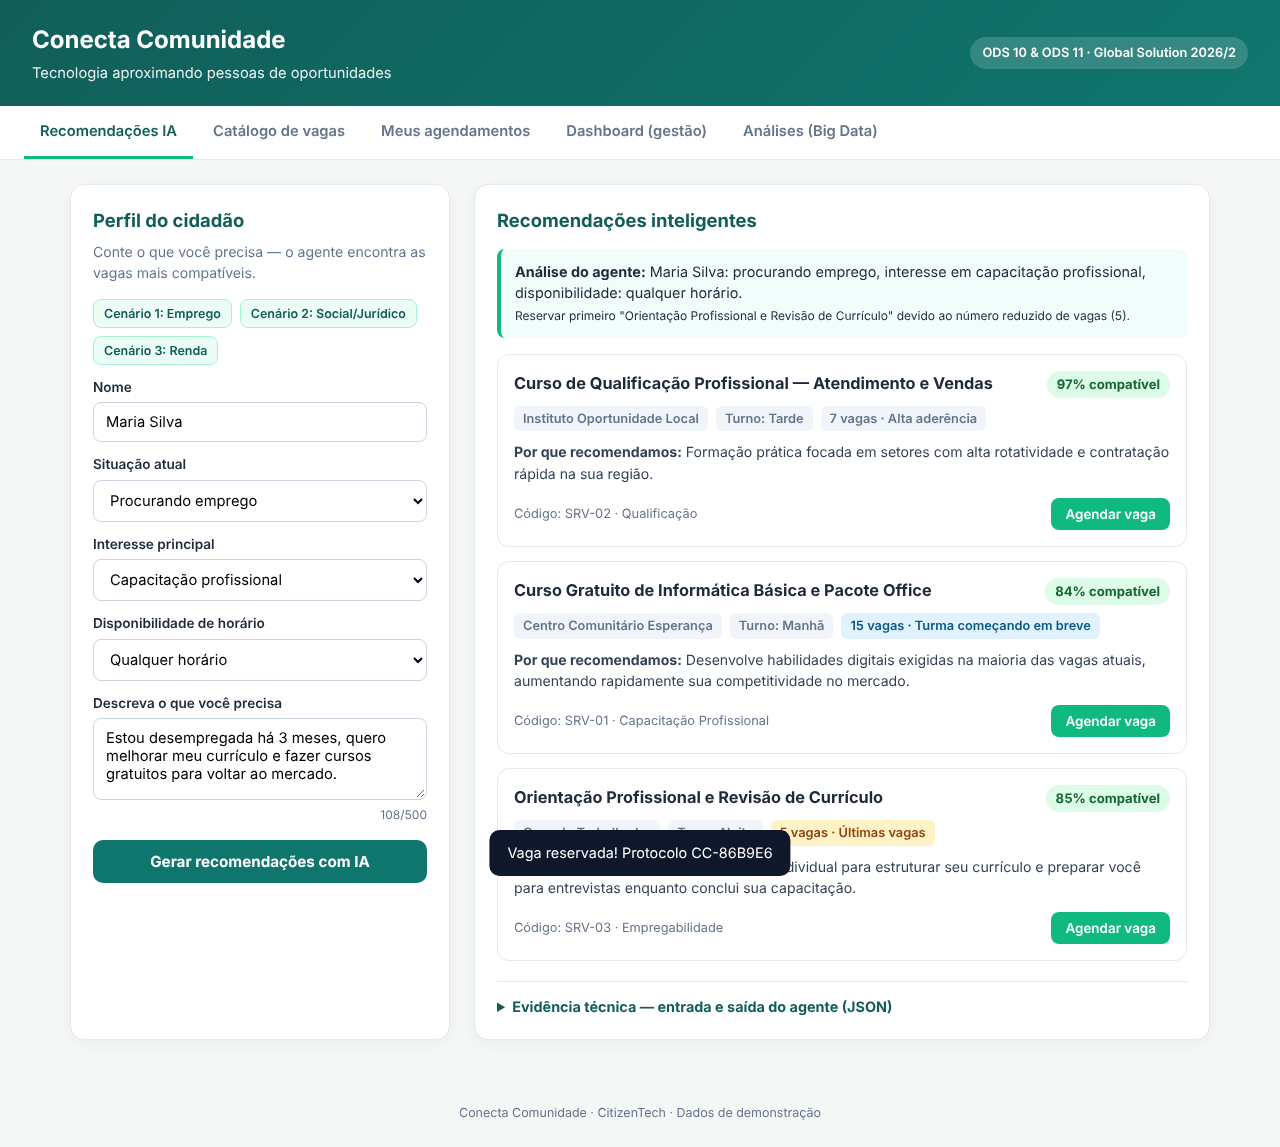 Conecta Comunidade
Tecnologia aproximando pessoas de oportunidades
ODS 10 & ODS 11 · Global Solution 2026/2
Recomendações IA
Catálogo de vagas
Meus agendamentos
Dashboard (gestão)
Análises (Big Data)
Perfil do cidadão
Conte o que você precisa — o agente encontra as
vagas mais compatíveis.
Cenário 1: Emprego
Cenário 2: Social/Jurídico
Cenário 3: Renda
Nome
Maria Silva
Situação atual
Procurando emprego
Interesse principal
Capacitação profissional
Disponibilidade de horário
Qualquer horário
Descreva o que você precisa
Estou desempregada há 3 meses, quero
melhorar meu currículo e fazer cursos
gratuitos para voltar ao mercado.
108/500
Gerar recomendações com IA
Recomendações inteligentes
Análise do agente: Maria Silva: procurando emprego, interesse em capacitação profissional,
disponibilidade: qualquer horário.
Reservar primeiro "Orientação Profissional e Revisão de Currículo" devido ao número reduzido de vagas (5).
Curso de Qualificação Profissional — Atendimento e Vendas
97% compatível
Instituto Oportunidade Local
Turno: Tarde
7 vagas · Alta aderência
Por que recomendamos: Formação prática focada em setores com alta rotatividade e contratação
rápida na sua região.
Código: SRV-02 · Qualificação
Agendar vaga
Curso Gratuito de Informática Básica e Pacote Office
84% compatível
Centro Comunitário Esperança
Turno: Manhã
15 vagas · Turma começando em breve
Por que recomendamos: Desenvolve habilidades digitais exigidas na maioria das vagas atuais,
aumentando rapidamente sua competitividade no mercado.
Código: SRV-01 · Capacitação Profissional
Agendar vaga
Orientação Profissional e Revisão de Currículo
85% compatível
5 vagas · Últimas vagas
Vaga reservada! Protocolo CC-86B9E6
para estruturar seu currículo e preparar você
para entrevistas enquanto conclui sua capacitação.
Código: SRV-03 · Empregabilidade
Agendar vaga
Evidência técnica — entrada e saída do agente (JSON)
Conecta Comunidade · CitizenTech · Dados de demonstração